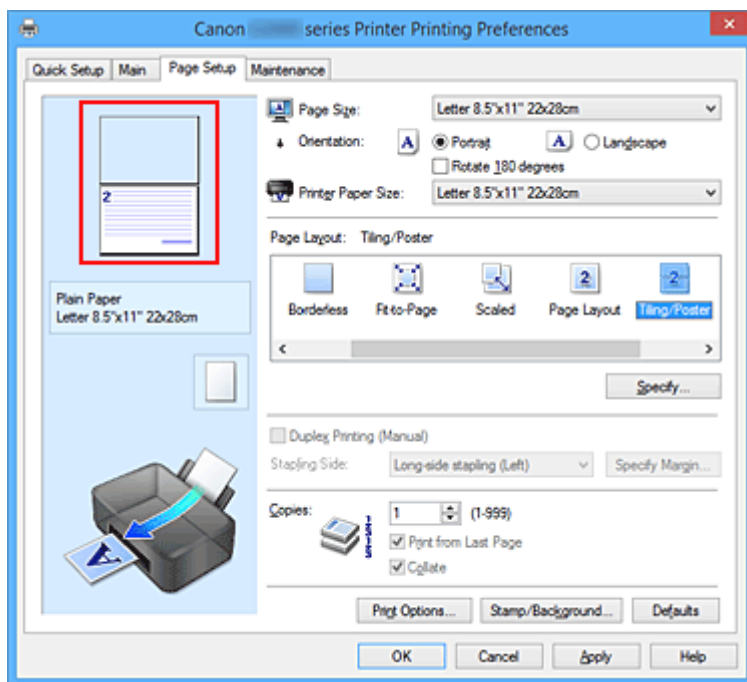 Canon series Printer Printing Preferences
Quick Setup Main Page Setup Maintenance
Page Size: Letter 8.5"x11" 22x28cm
Orientation: A Portrait A Landscape
Rotate 180 degrees
Printer Paper Size: Letter 8.5"x11" 22x28cm
2
Page Layout: Tiling/Poster
2 2
Borderless Fit-to-Page Scaled Page Layout Tiling/Poster
Plain Paper
Letter 8.5"x11" 22x28cm
Specify...
Duplex Printing (Manual)
Stapling Side: Long-side stapling (Left) Specify Margin...
Copies: 1 (1-999)
Print from Last Page
Collate
A
Print Options... Stamp/Background... Defaults
OK Cancel Apply Help